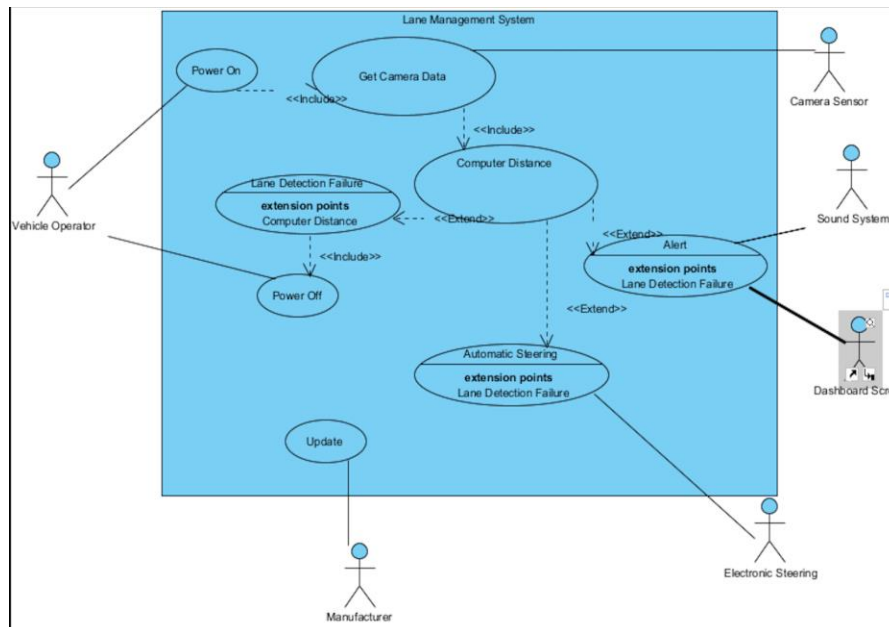 Lane Management System
Power On
Get Camera Data
<<Include>>
Camera Sensor
<<Include>>
Computer Distance
Lane Detection Failure
extension points
Computer Distance
<<Extend>>
Vehicle Operator
Sound System
<<Extend>>
Alert
extension points
Lane Detection Failure
<<Include>>
Power Off
<<Extend>>
Automatic Steering
extension points
Lane Detection Failure
Dashboard Scre
Update
Electronic Steering
Manufacturer